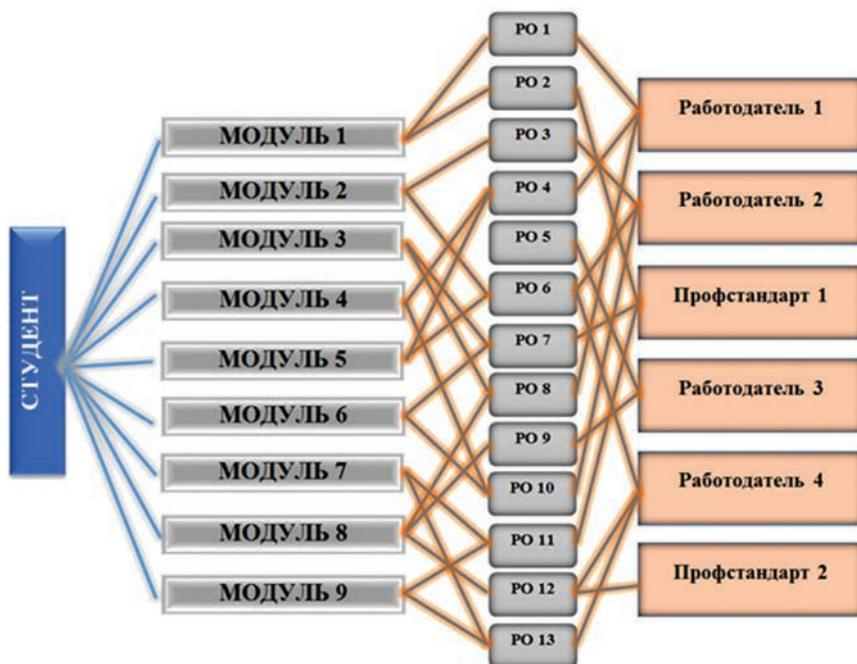 СТУДЕНТ
МОДУЛЬ 1
МОДУЛЬ 2
МОДУЛЬ 3
МОДУЛЬ 4
МОДУЛЬ 5
МОДУЛЬ 6
МОДУЛЬ 7
МОДУЛЬ 8
МОДУЛЬ 9
РО 1
РО 2
РО 3
РО 4
РО 5
РО 6
РО 7
РО 8
РО 9
РО 10
РО 11
РО 12
РО 13
Работодатель 1
Работодатель 2
Профстандарт 1
Работодатель 3
Работодатель 4
Профстандарт 2